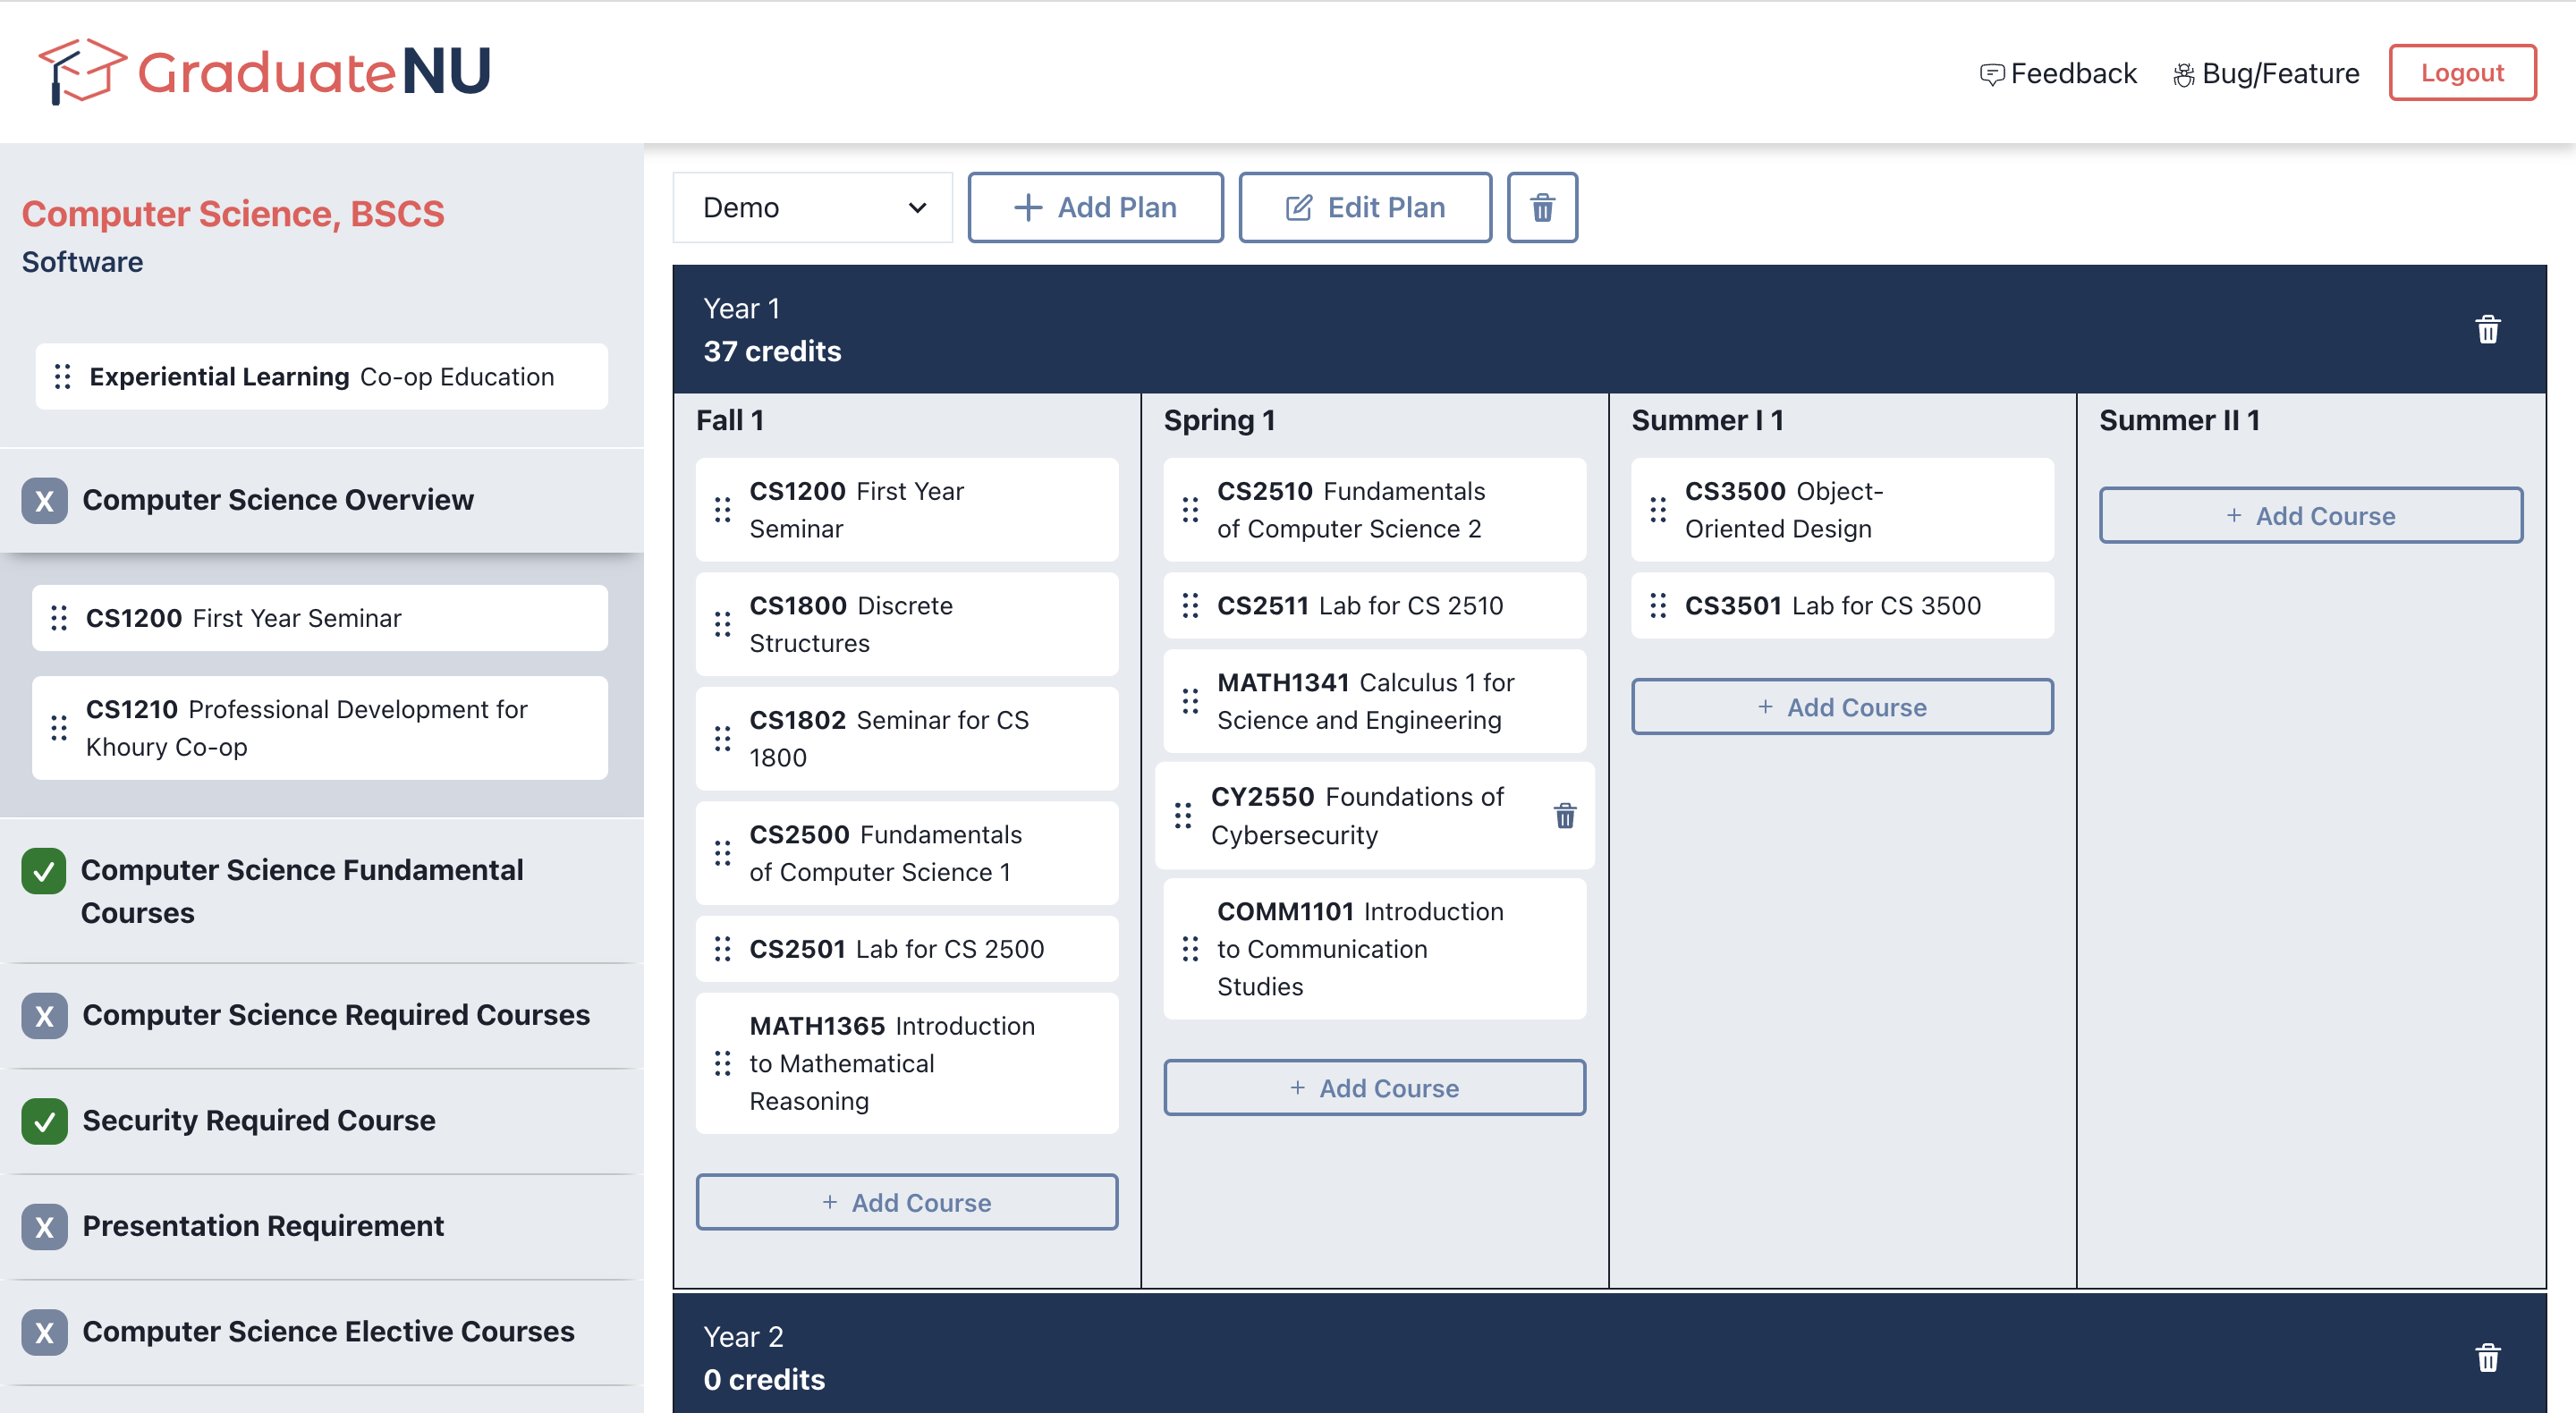 GraduateNU
Feedback
Bug/Feature
Logout
Computer Science, BSCS
Software
Experiential Learning Co-op Education
X Computer Science Overview
CS1200 First Year Seminar
CS1210 Professional Development for
Khoury Co-op
Computer Science Fundamental
Courses
X Computer Science Required Courses
Security Required Course
X Presentation Requirement
X Computer Science Elective Courses
Demo
+ Add Plan
Edit Plan
Year 1
37 credits
Fall 1
CS1200 First Year
Seminar
CS1800 Discrete
Structures
CS1802 Seminar for CS
1800
CS2500 Fundamentals
of Computer Science 1
CS2501 Lab for CS 2500
MATH1365 Introduction
to Mathematical
Reasoning
+ Add Course
Spring 1
CS2510 Fundamentals
of Computer Science 2
CS2511 Lab for CS 2510
MATH1341 Calculus 1 for
Science and Engineering
CY2550 Foundations of
Cybersecurity
COMM1101 Introduction
to Communication
Studies
+ Add Course
Summer I 1
CS3500 Object-
Oriented Design
CS3501 Lab for CS 3500
+ Add Course
Summer II 1
+ Add Course
Year 2
0 credits